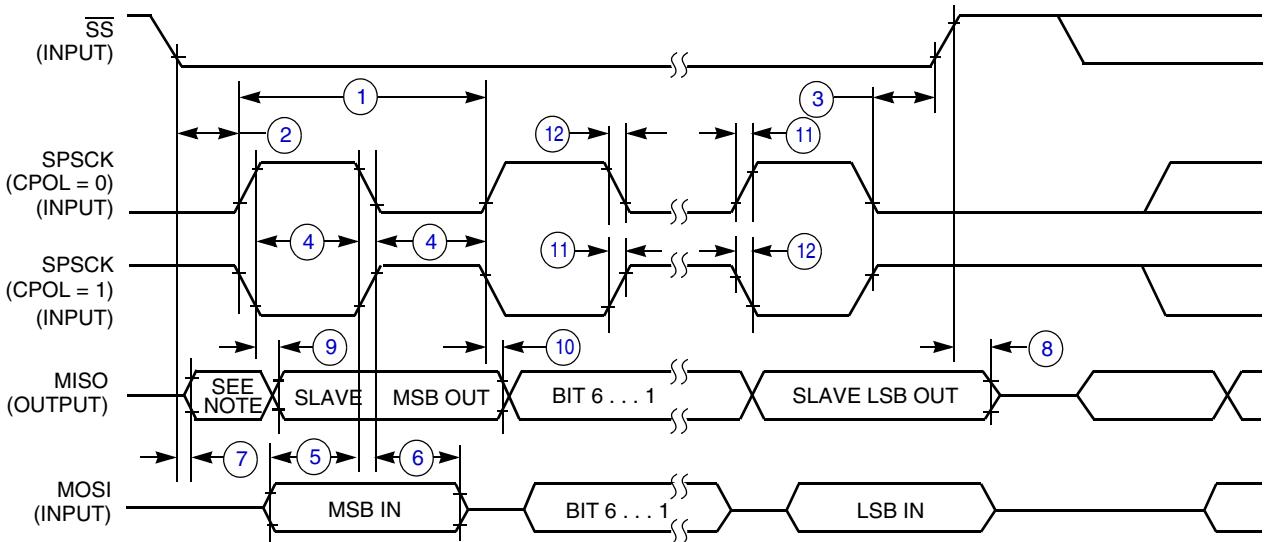 SS
(INPUT)
1
3
2
12
11
SPSCK
(CPOL = 0)
(INPUT)
4
4
SPSCK
(CPOL = 1)
(INPUT)
11
12
9
10
8
MISO
(OUTPUT)
SEE
NOTE
SLAVE
MSB OUT
BIT 6 . . . 1
SLAVE LSB OUT
7
5
6
MOSI
(INPUT)
MSB IN
BIT 6 . . . 1
LSB IN